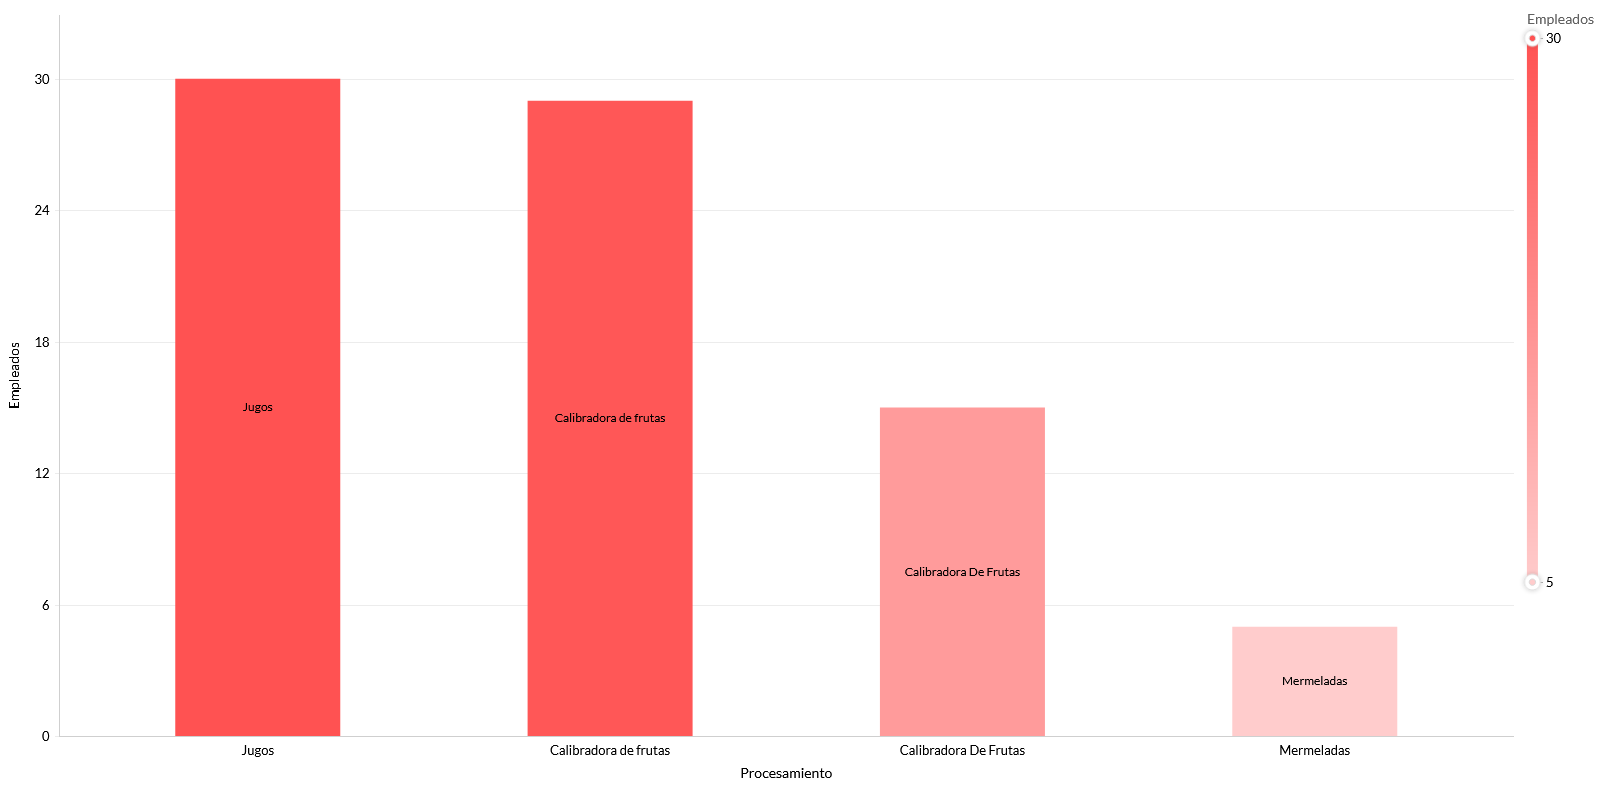 Empleados
30
5
30
24
18
12
6
0
Empleados
Jugos
Calibradora de frutas
Calibradora De Frutas
Mermeladas
Jugos
Calibradora de frutas
Calibradora De Frutas
Mermeladas
Procesamiento